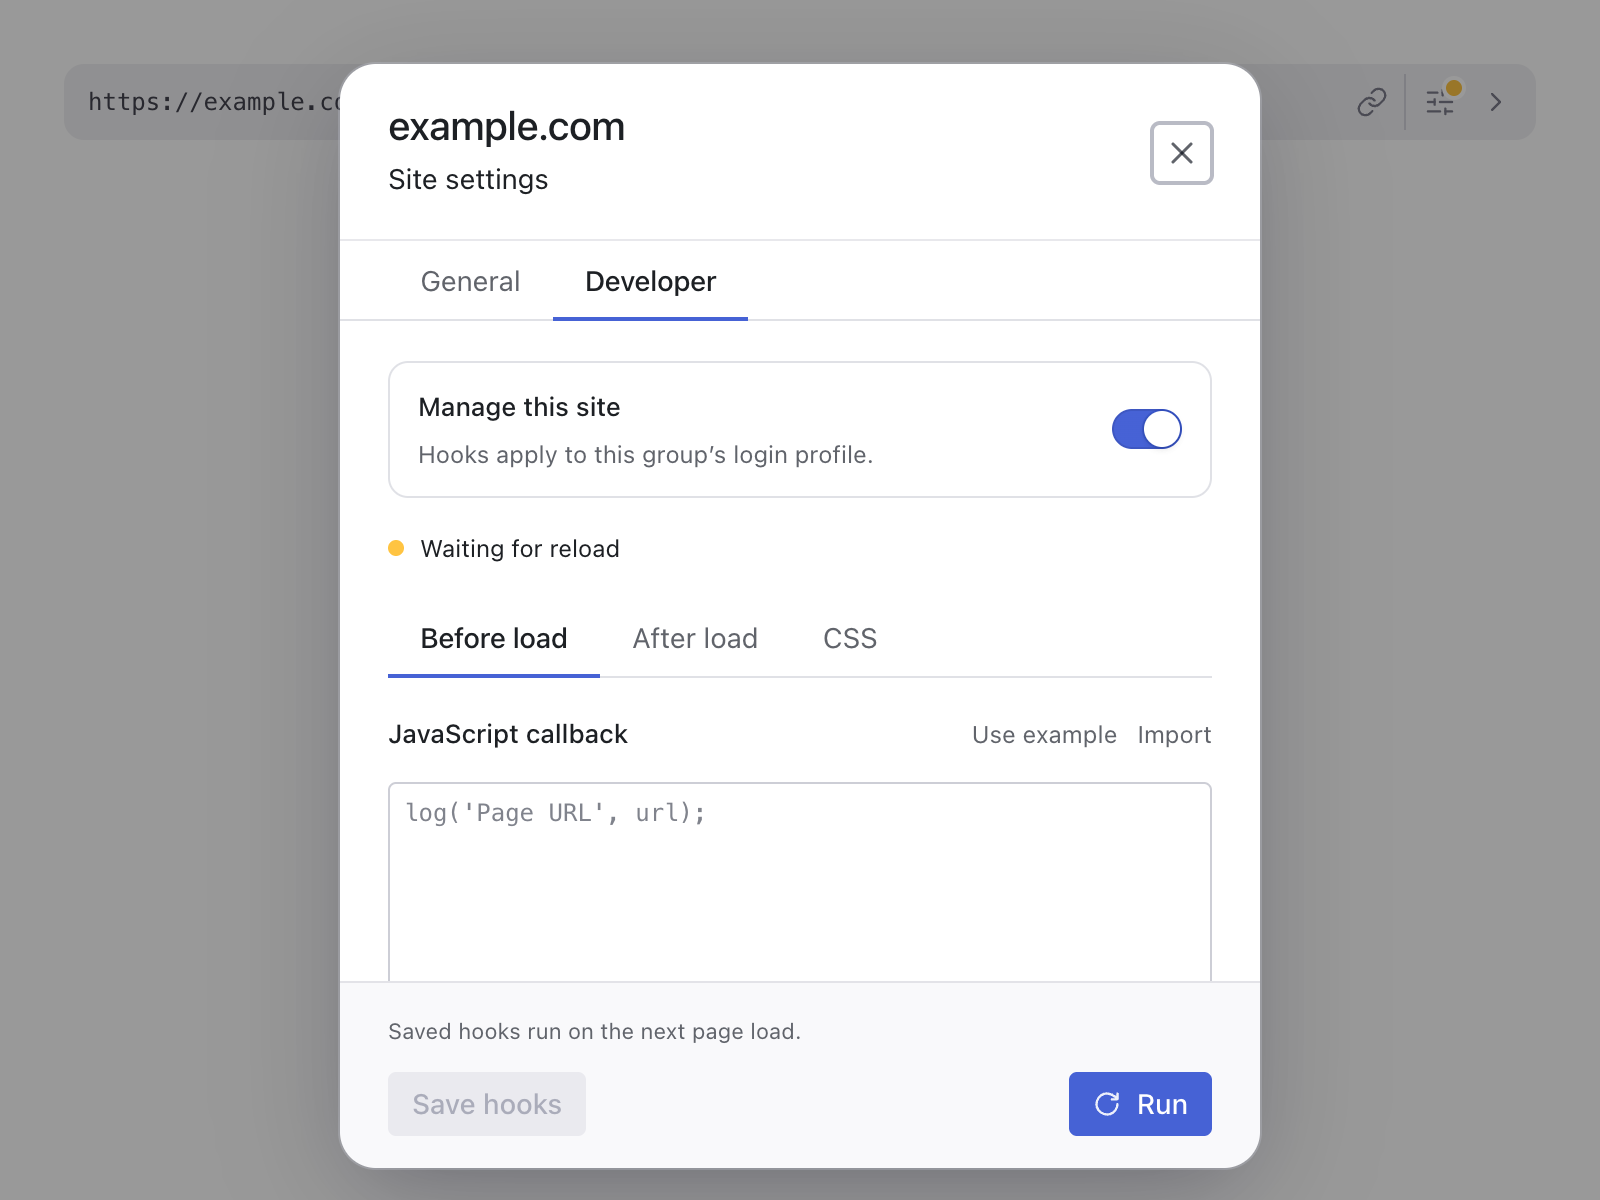 https://example.co
example.com
Site settings
General
Developer
Manage this site
Hooks apply to this group’s login profile.
Waiting for reload
Before load
After load
CSS
JavaScript callback
Use example
Import
log('Page URL', url);
Saved hooks run on the next page load.
Save hooks
Run